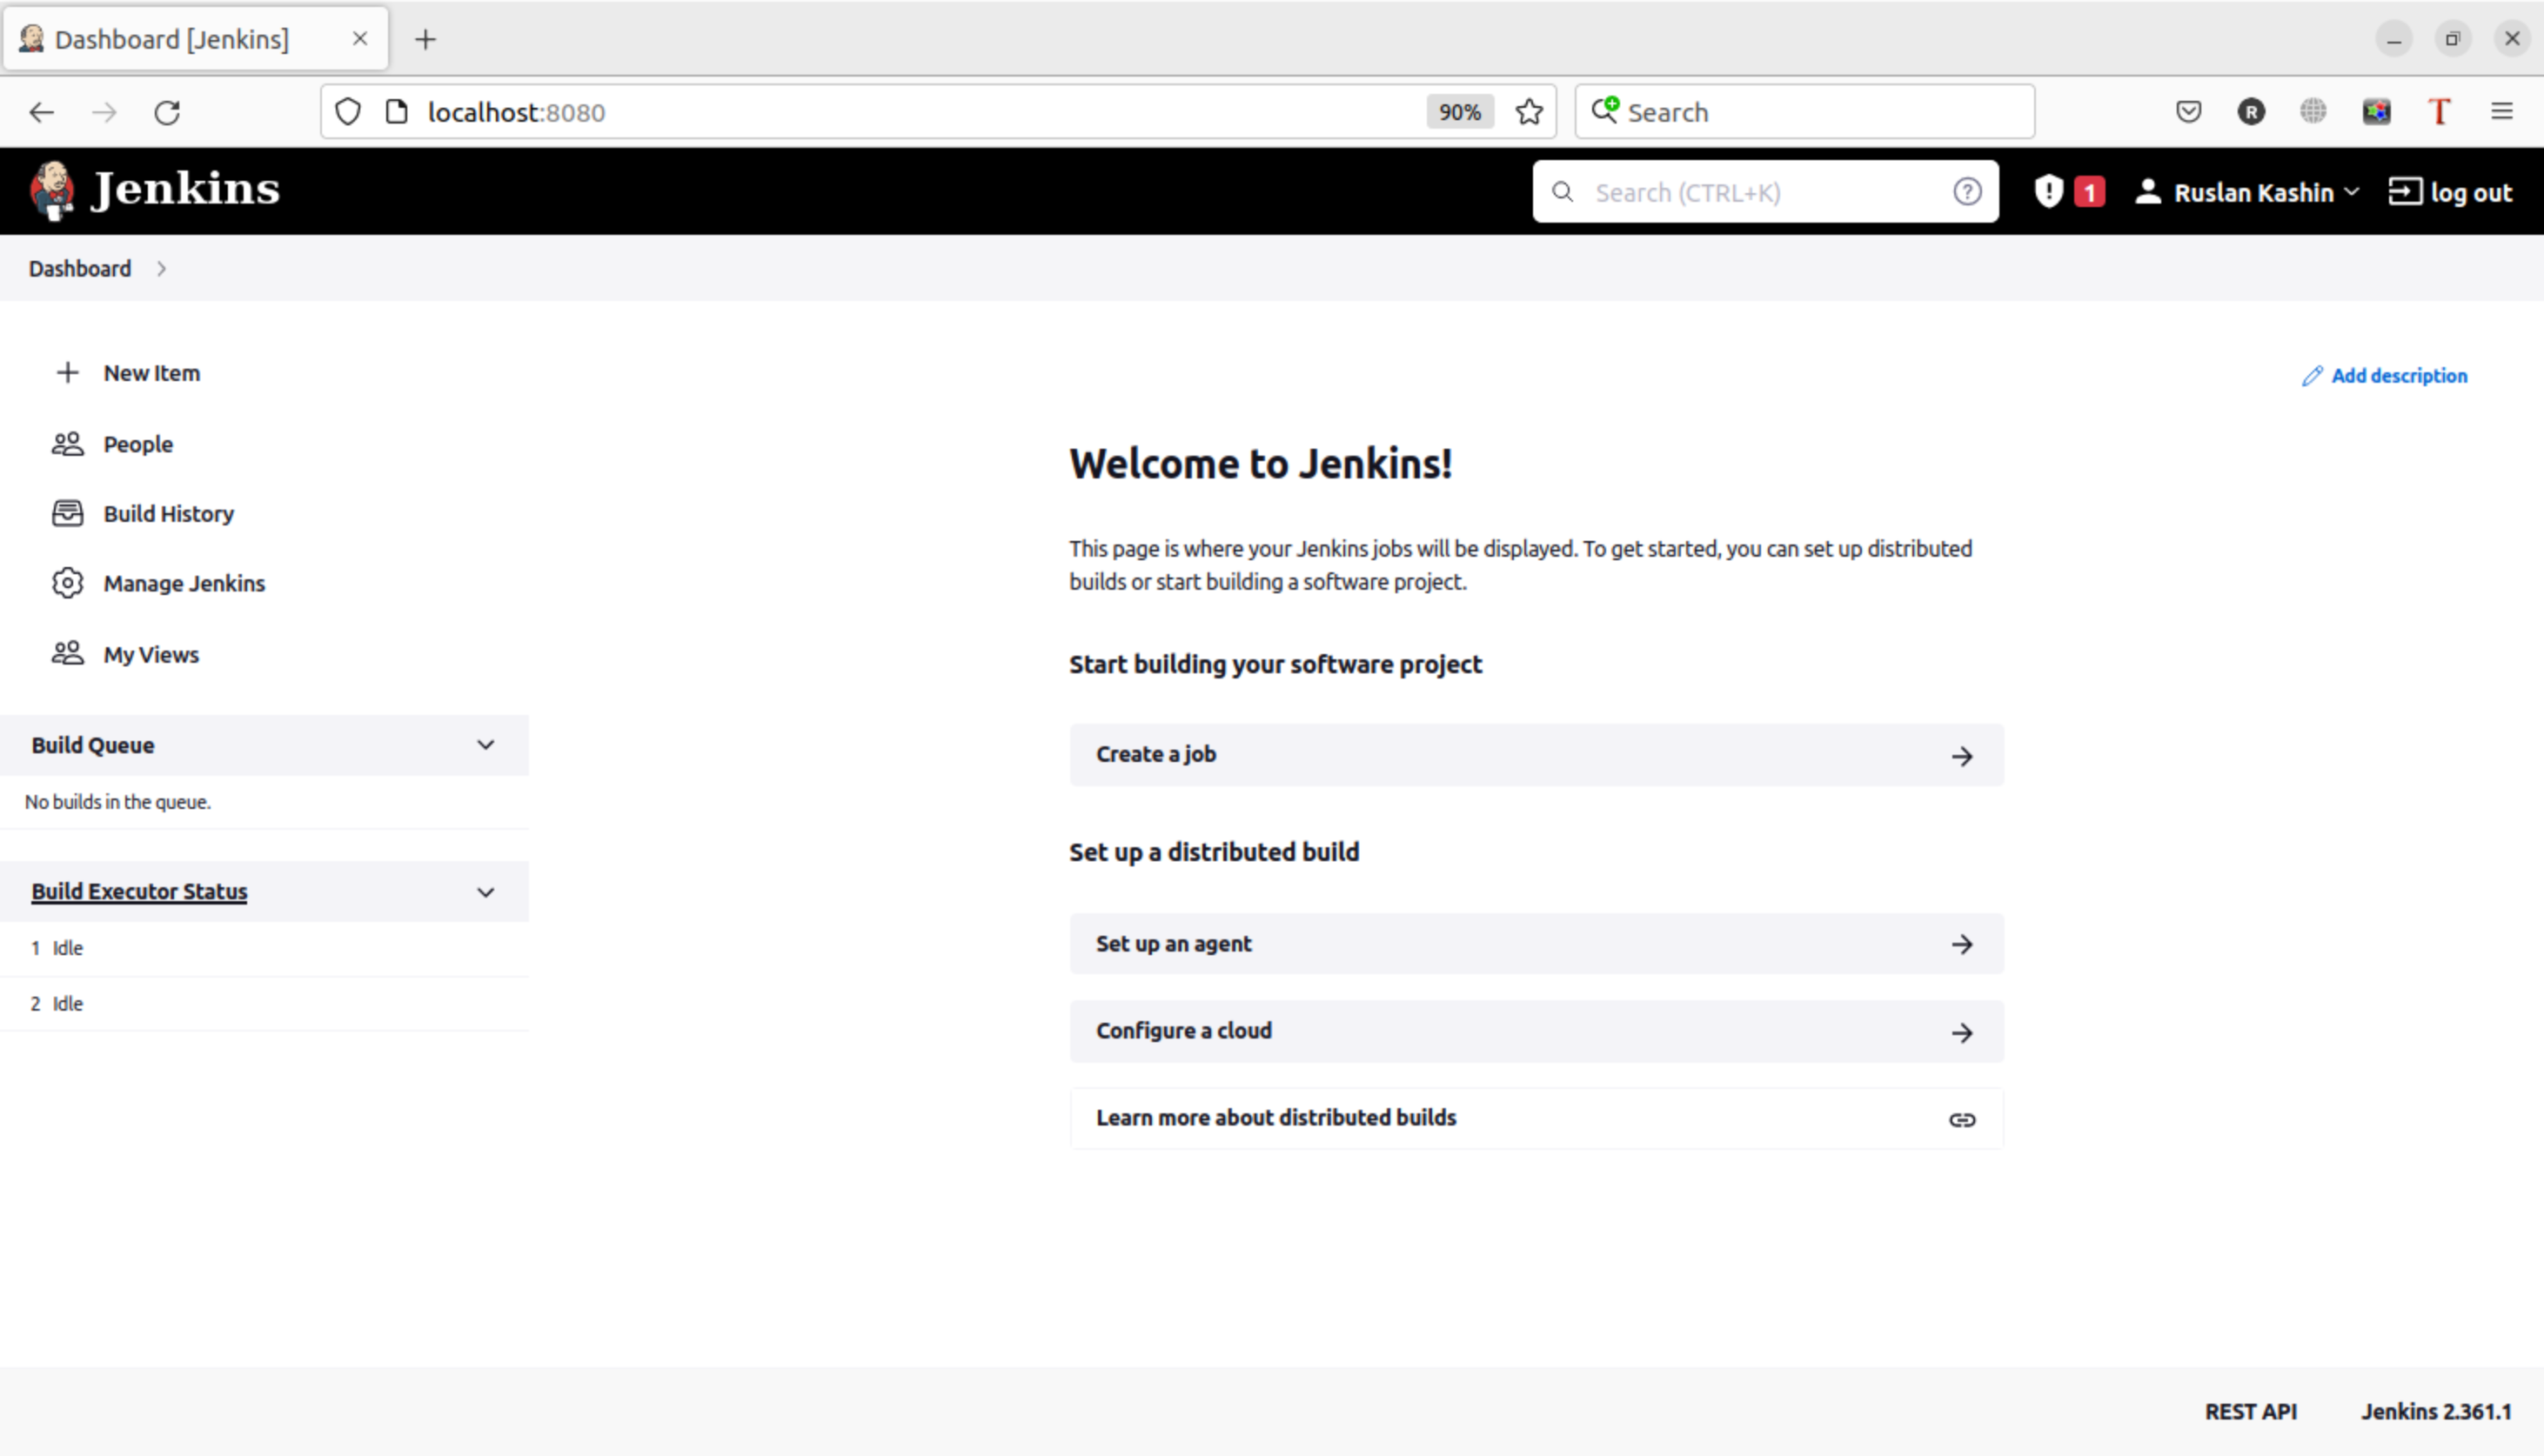 Dashboard [Jenkins]
localhost:8080
90%
Search
R
T
Jenkins
Search (CTRL+K)
1
Ruslan Kashin
log out
Dashboard
New Item
People
Build History
Manage Jenkins
My Views
Build Queue
No builds in the queue.
Build Executor Status
1 Idle
2 Idle
Add description
Welcome to Jenkins!
This page is where your Jenkins jobs will be displayed. To get started, you can set up distributed
builds or start building a software project.
Start building your software project
Create a job
Set up a distributed build
Set up an agent
Configure a cloud
Learn more about distributed builds
REST API
Jenkins 2.361.1